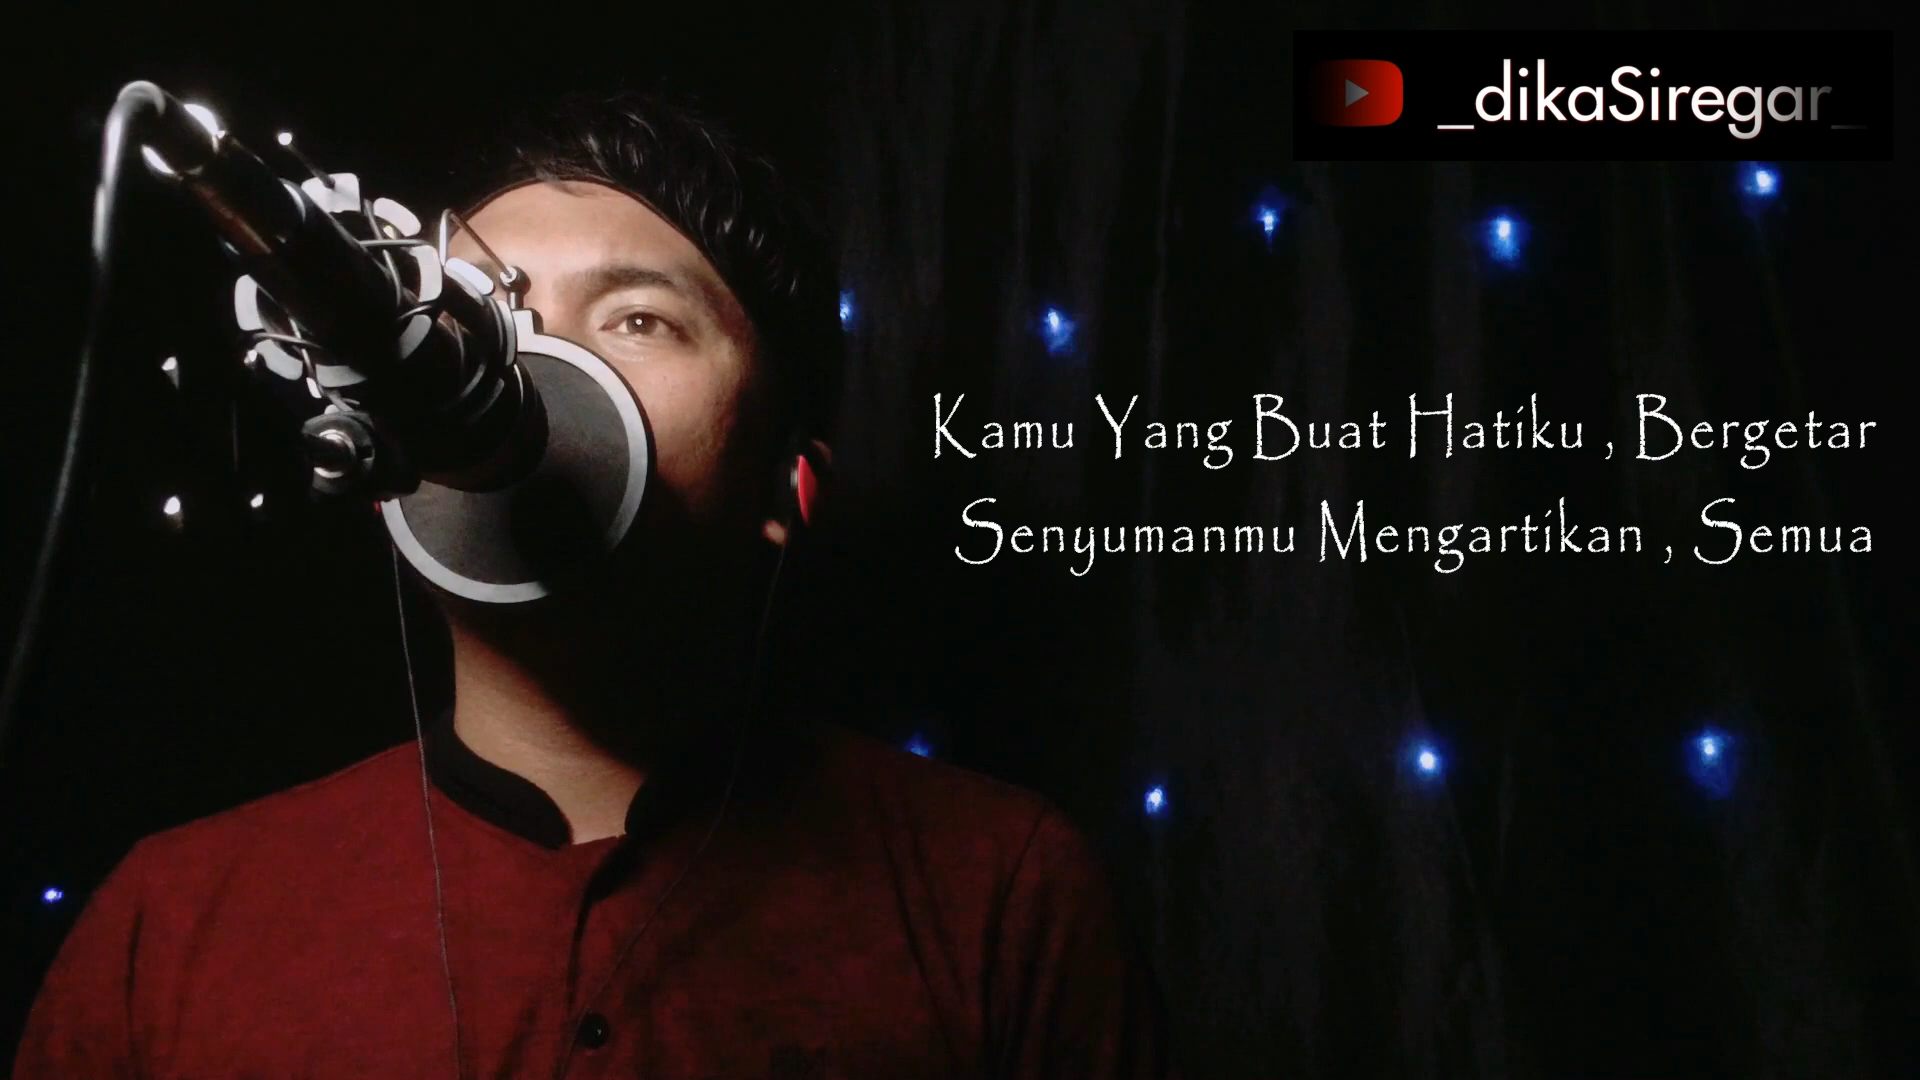 _dikaSiregar_
Kamu Yang Buat Hatiku , Bergetar
Senyumanmu Mengartikan , Semua